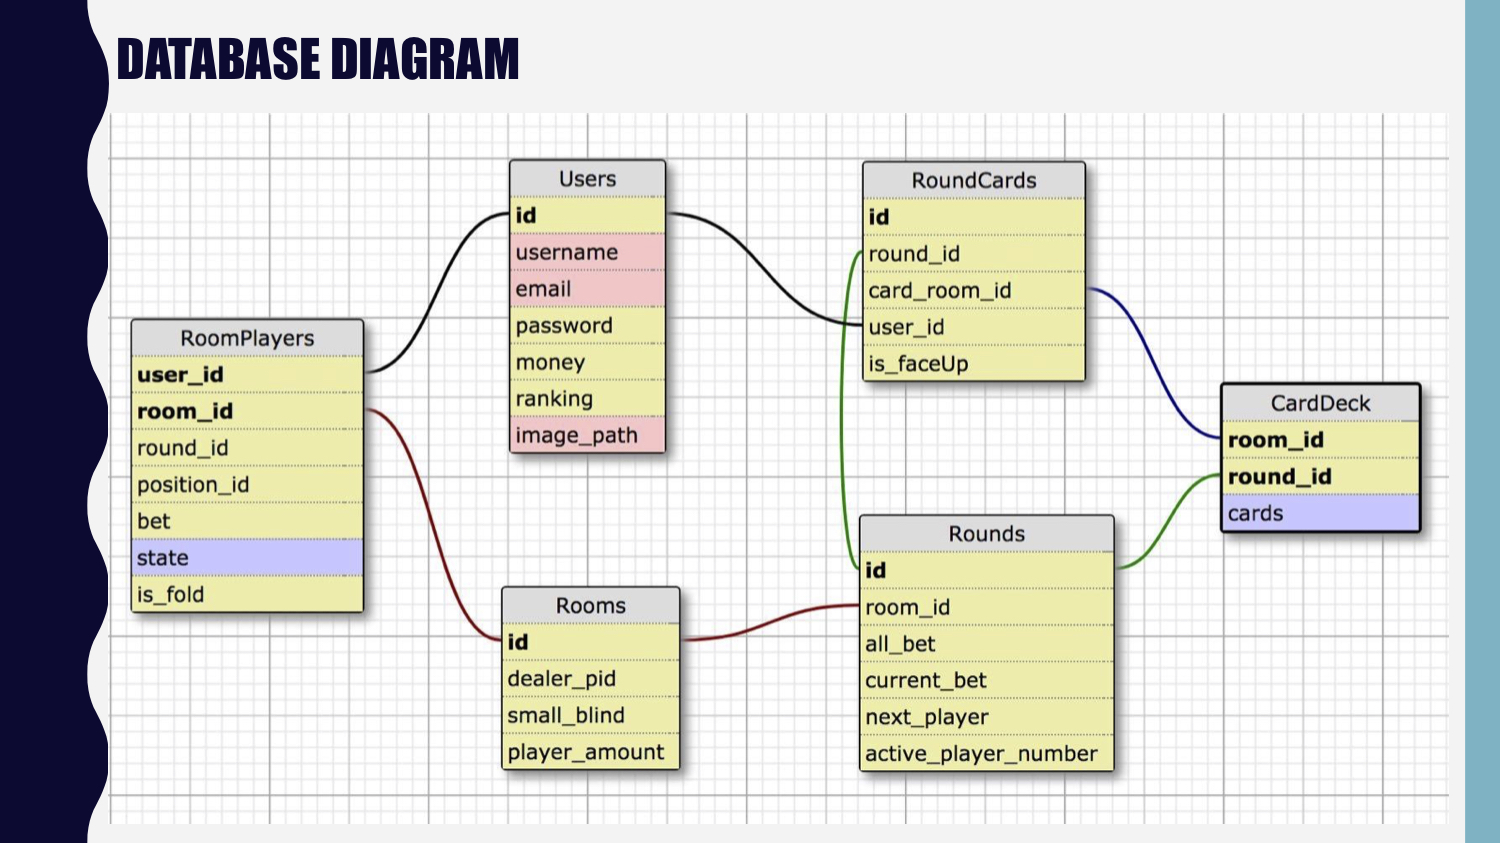 DATABASE DIAGRAM
Users
id
username
email
password
money
ranking
image_path
RoundCards
id
round_id
card_room_id
user_id
is_faceUp
RoomPlayers
user_id
room_id
round_id
position_id
bet
state
is_fold
CardDeck
room_id
round_id
cards
Rooms
id
dealer_pid
small_blind
player_amount
Rounds
id
room_id
all_bet
current_bet
next_player
active_player_number